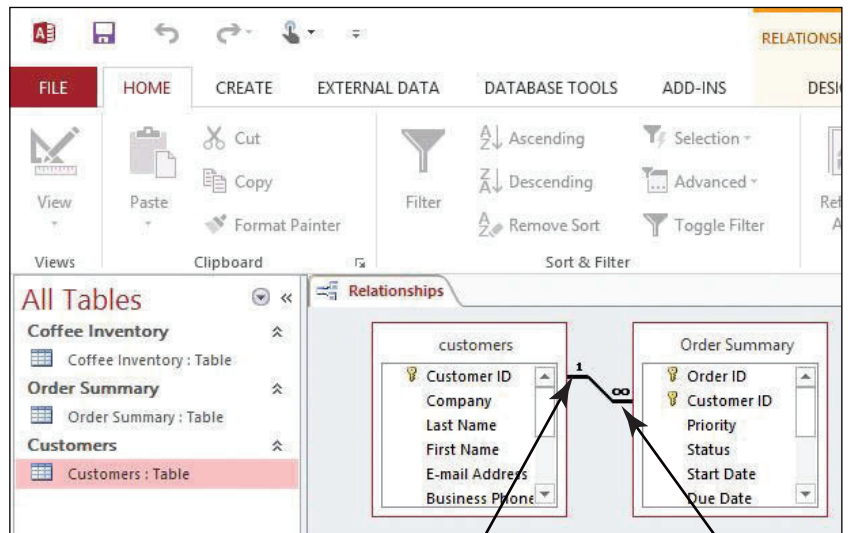 RELATIONSH
FILE HOME CREATE EXTERNAL DATA DATABASE TOOLS ADD-INS DESI
View
Paste
Cut
Copy
Format Painter
Filter
Ascending
Descending
Remove Sort
Selection
Advanced
Toggle Filter
Views Clipboard Sort & Filter
All Tables
Coffee Inventory
Coffee Inventory : Table
Order Summary
Order Summary : Table
Customers
Customers : Table
Relationships
customers
Customer ID
Company
Last Name
First Name
E-mail Address
Business Phone
1
∞
Order Summary
Order ID
Customer ID
Priority
Status
Start Date
Due Date